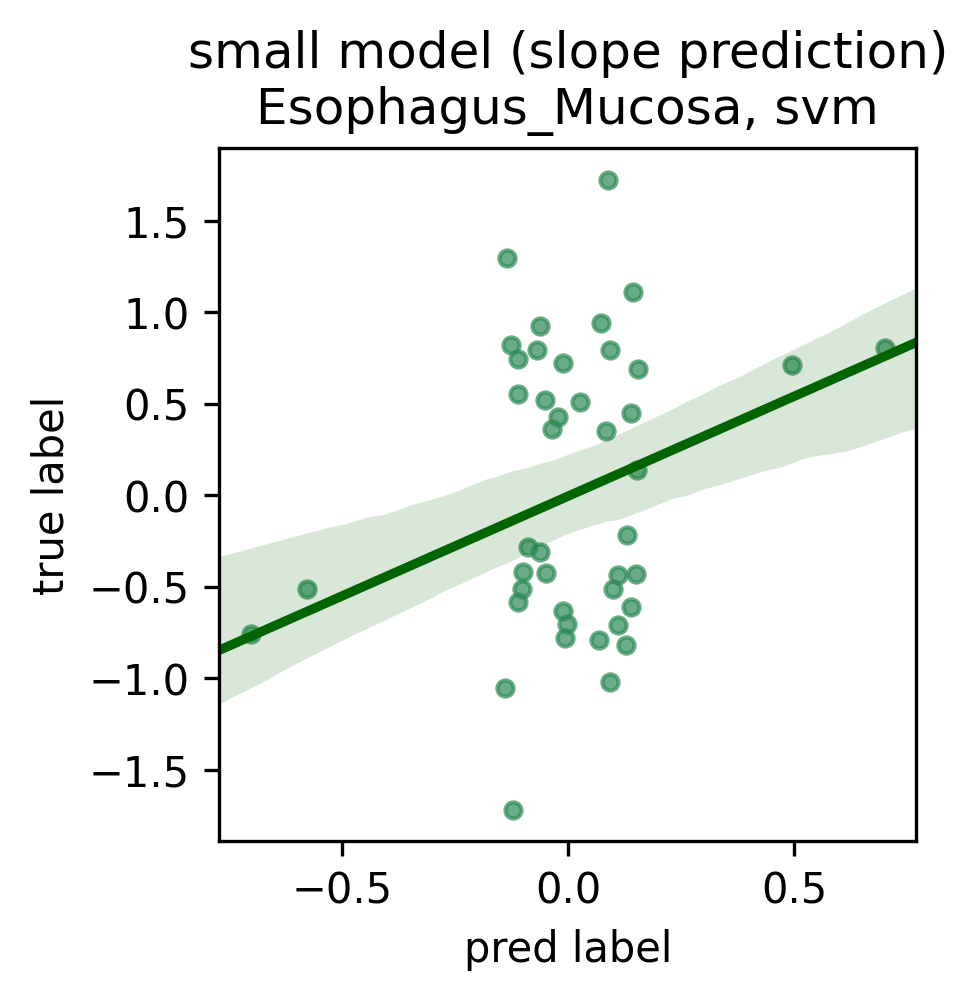 small model (slope prediction)
Esophagus_Mucosa, svm
true label
1.5
1.0
0.5
0.0
−0.5
−1.0
−1.5
−0.5
0.0
0.5
pred label